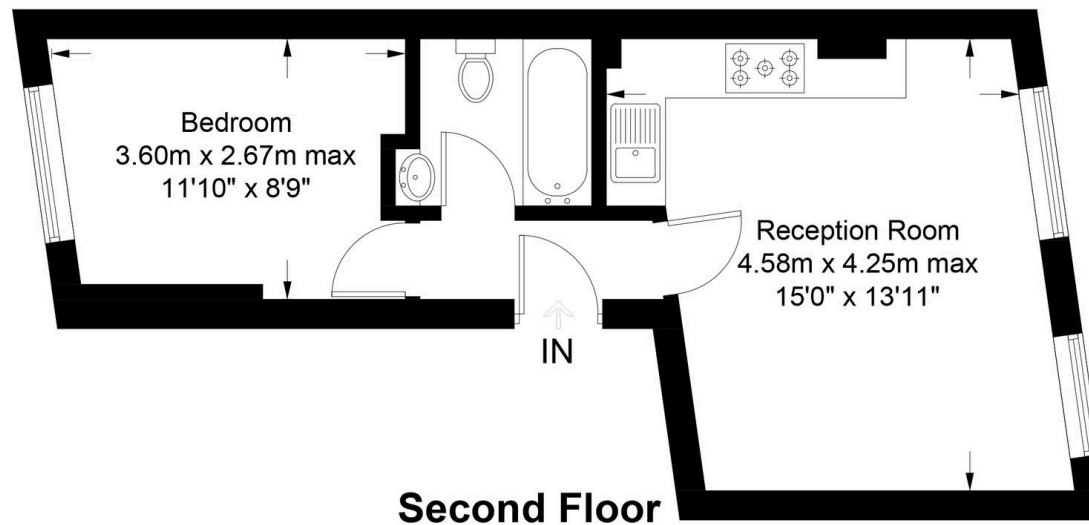 Bedroom
3.60m x 2.67m max
11'10" x 8'9"
Reception Room
4.58m x 4.25m max
15'0" x 13'11"
IN
Second Floor